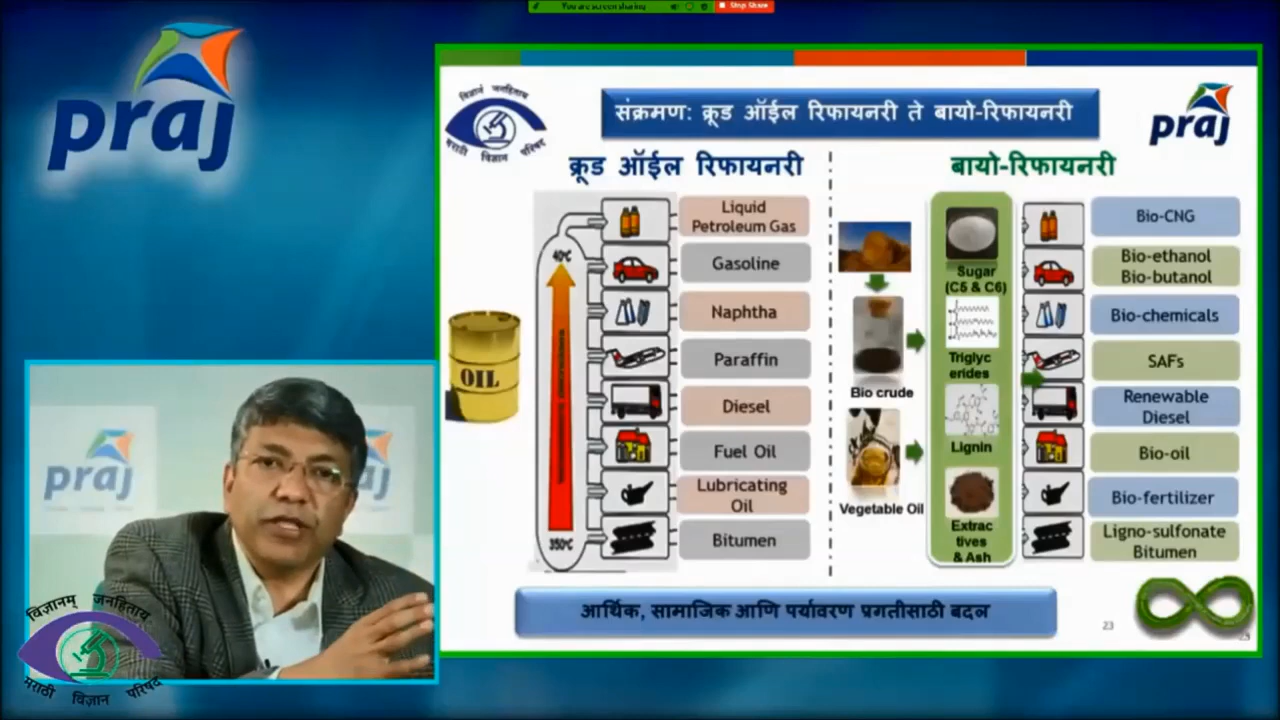 You are screen sharing
Stop Share
praj
विज्ञानं जनहिताय
मराठी विज्ञान परिषद
संक्रमण: क्रूड ऑईल रिफायनरी ते बायो-रिफायनरी
praj
क्रूड ऑईल रिफायनरी
बायो-रिफायनरी
OIL
40°C
350°C
Liquid
Petroleum Gas
Gasoline
Naphtha
Paraffin
Diesel
Fuel Oil
Lubricating
Oil
Bitumen
Bio crude
Vegetable Oil
Sugar
(C5 & C6)
Triglyc
erides
Lignin
Extrac
tives
& Ash
Bio-CNG
Bio-ethanol
Bio-butanol
Bio-chemicals
SAFs
Renewable
Diesel
Bio-oil
Bio-fertilizer
Ligno-sulfonate
Bitumen
आर्थिक, सामाजिक आणि पर्यावरण प्रगतीसाठी बदल
23
praj
praj
विज्ञानम् जनहिताय
मराठी विज्ञान परिषद